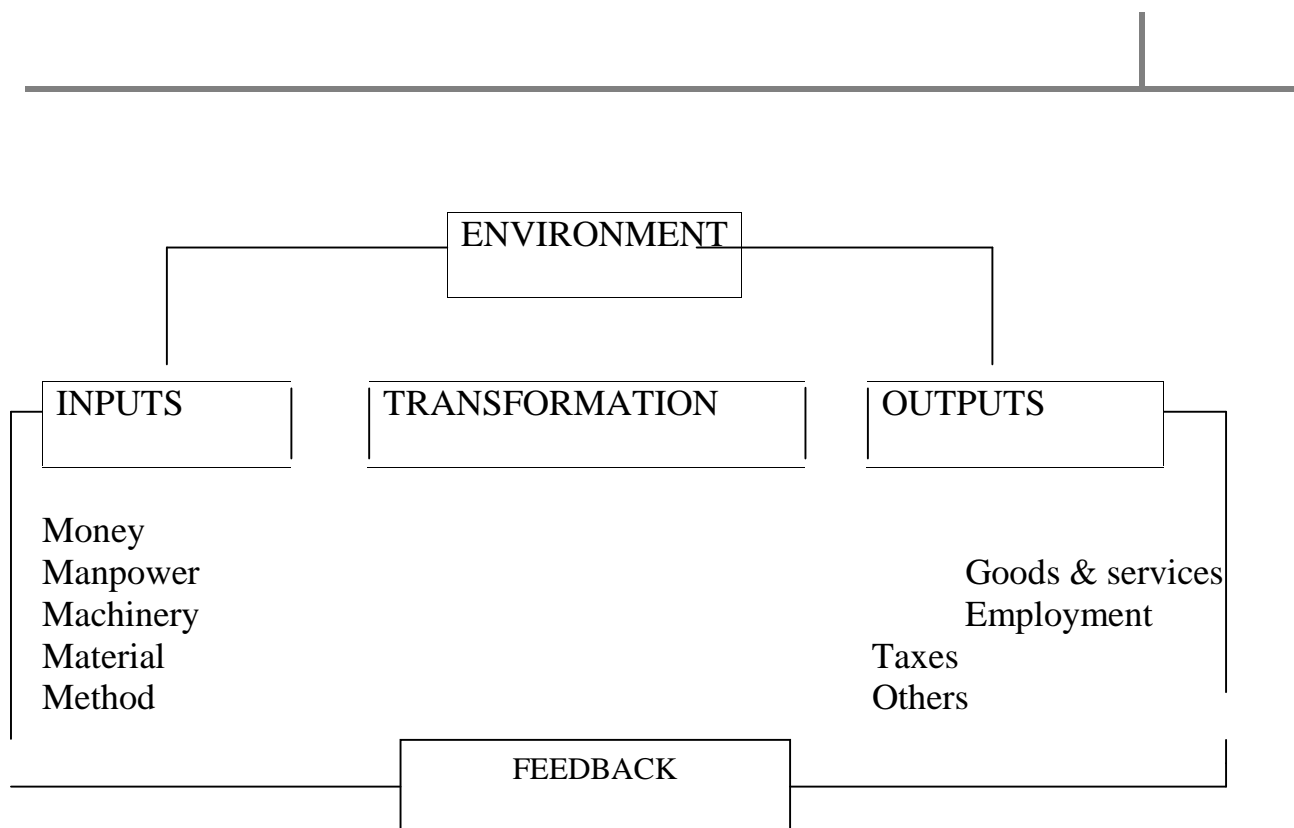 ENVIRONMENT
INPUTS
TRANSFORMATION
OUTPUTS
Money
Manpower
Machinery
Material
Method
Goods & services
Employment
Taxes
Others
FEEDBACK